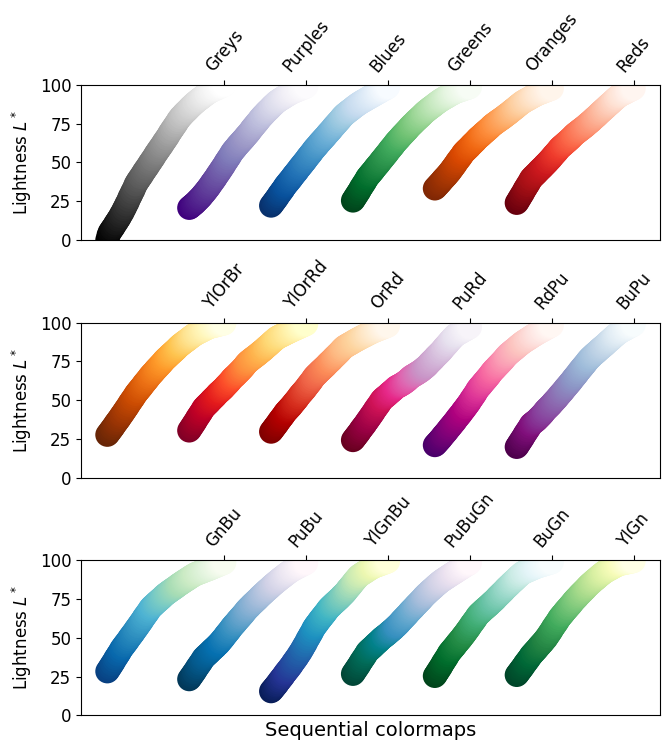 Greys Purples Blues Greens Oranges Reds
100
75
50
25
0
Lightness L*
YlOrBr YlOrRd OrRd PuRd RdPu BuPu
100
75
50
25
0
Lightness L*
GnBu PuBu YlGnBu PuBuGn BuGn YlGn
100
75
50
25
0
Lightness L*
Sequential colormaps